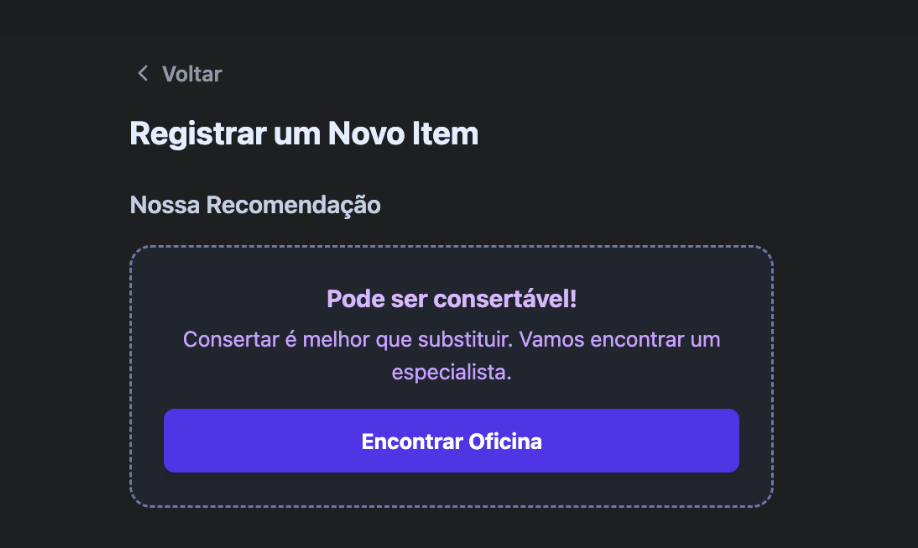 Voltar
Registrar um Novo Item
Nossa Recomendação
Pode ser consertável!
Consertar é melhor que substituir. Vamos encontrar um
especialista.
Encontrar Oficina